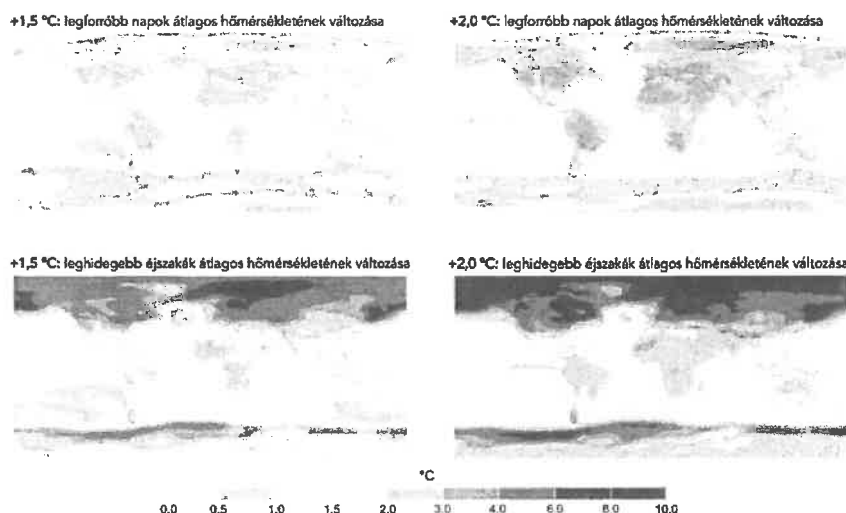 +1,5 °C: legforróbb napok átlagos hőmérsékletének változása
+2,0 °C: legforróbb napok átlagos hőmérsékletének változása
+1,5 °C: leghidegebb éjszakák átlagos hőmérsékletének változása
+2,0 °C: leghidegebb éjszakák átlagos hőmérsékletének változása
°C
0.0 0.5 1.0 1.5 2.0 3.0 4.0 6.0 8.0 10.0